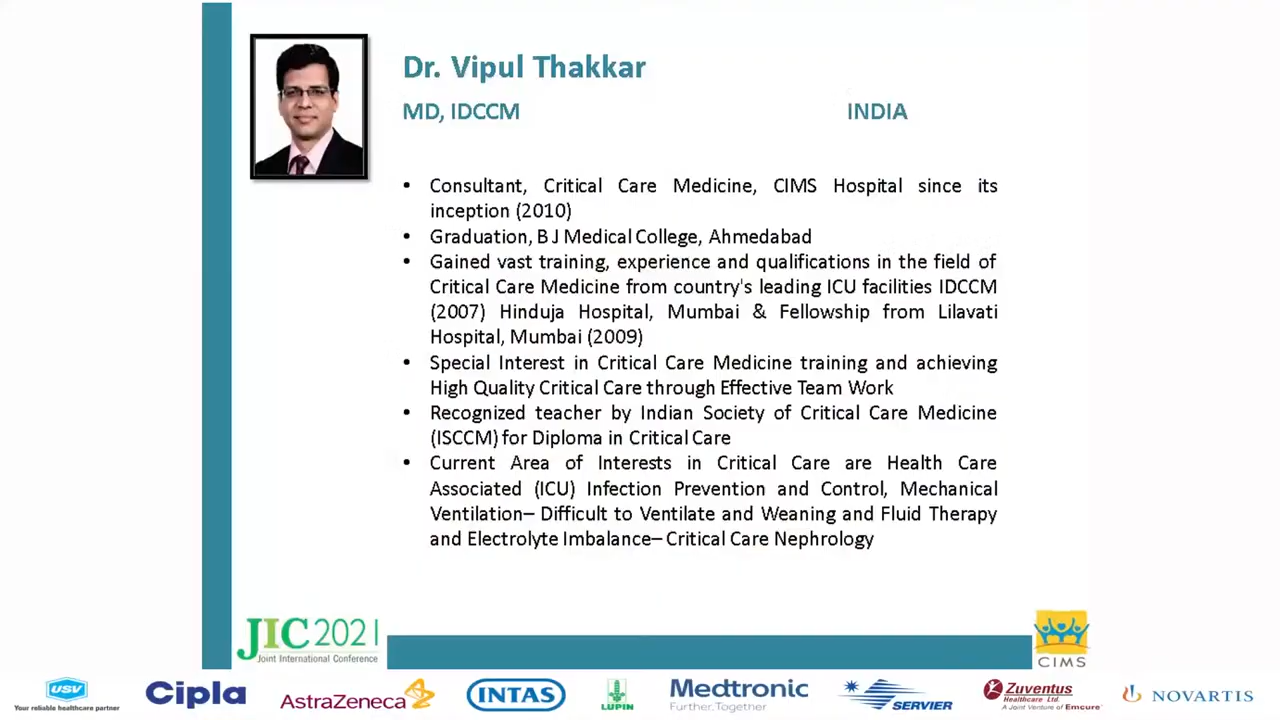 Dr. Vipul Thakkar
MD, IDCCM INDIA
• Consultant, Critical Care Medicine, CIMS Hospital since its
inception (2010)
• Graduation, B J Medical College, Ahmedabad
• Gained vast training, experience and qualifications in the field of
Critical Care Medicine from country's leading ICU facilities IDCCM
(2007) Hinduja Hospital, Mumbai & Fellowship from Lilavati
Hospital, Mumbai (2009)
• Special Interest in Critical Care Medicine training and achieving
High Quality Critical Care through Effective Team Work
• Recognized teacher by Indian Society of Critical Care Medicine
(ISCCM) for Diploma in Critical Care
• Current Area of Interests in Critical Care are Health Care
Associated (ICU) Infection Prevention and Control, Mechanical
Ventilation– Difficult to Ventilate and Weaning and Fluid Therapy
and Electrolyte Imbalance– Critical Care Nephrology
JIC 2021
Joint International Conference
CIMS
USV
Your reliable healthcare partner
Cipla
AstraZeneca
INTAS
LUPIN
Medtronic
Further.Together
SERVIER
Zuventus
Healthcare Ltd.
A Joint Venture of Emcure
NOVARTIS